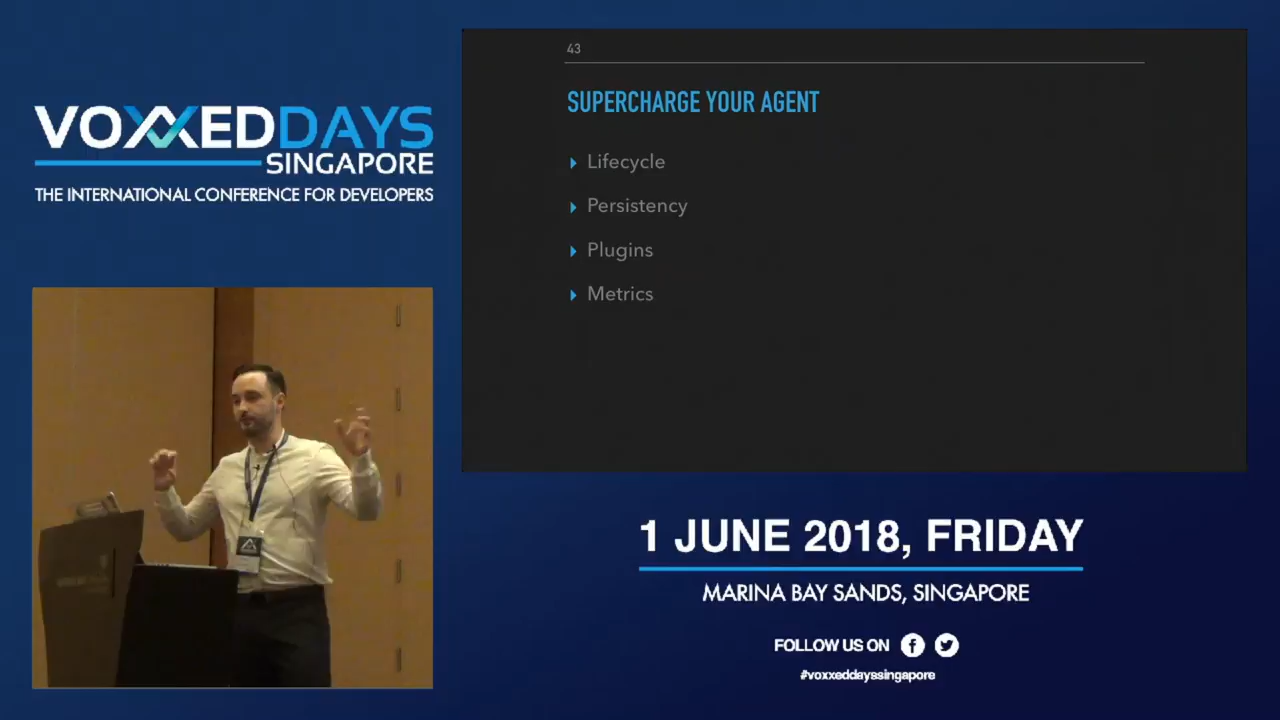 VOXXEDDAYS
SINGAPORE
THE INTERNATIONAL CONFERENCE FOR DEVELOPERS
43
SUPERCHARGE YOUR AGENT
Lifecycle
Persistency
Plugins
Metrics
1 JUNE 2018, FRIDAY
MARINA BAY SANDS, SINGAPORE
FOLLOW US ON
#voxxeddayssingapore